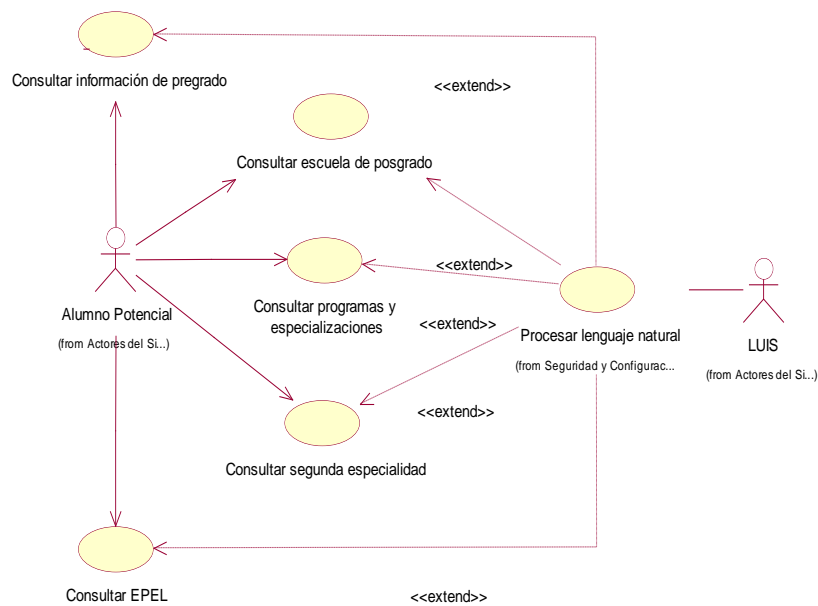 Consultar información de pregrado
<<extend>>
Consultar escuela de posgrado
<<extend>>
Consultar programas y
especializaciones
Alumno Potencial
(from Actores del Si...)
<<extend>>
Procesar lenguaje natural
(from Seguridad y Configurac...
LUIS
(from Actores del Si...)
<<extend>>
Consultar segunda especialidad
Consultar EPEL
<<extend>>